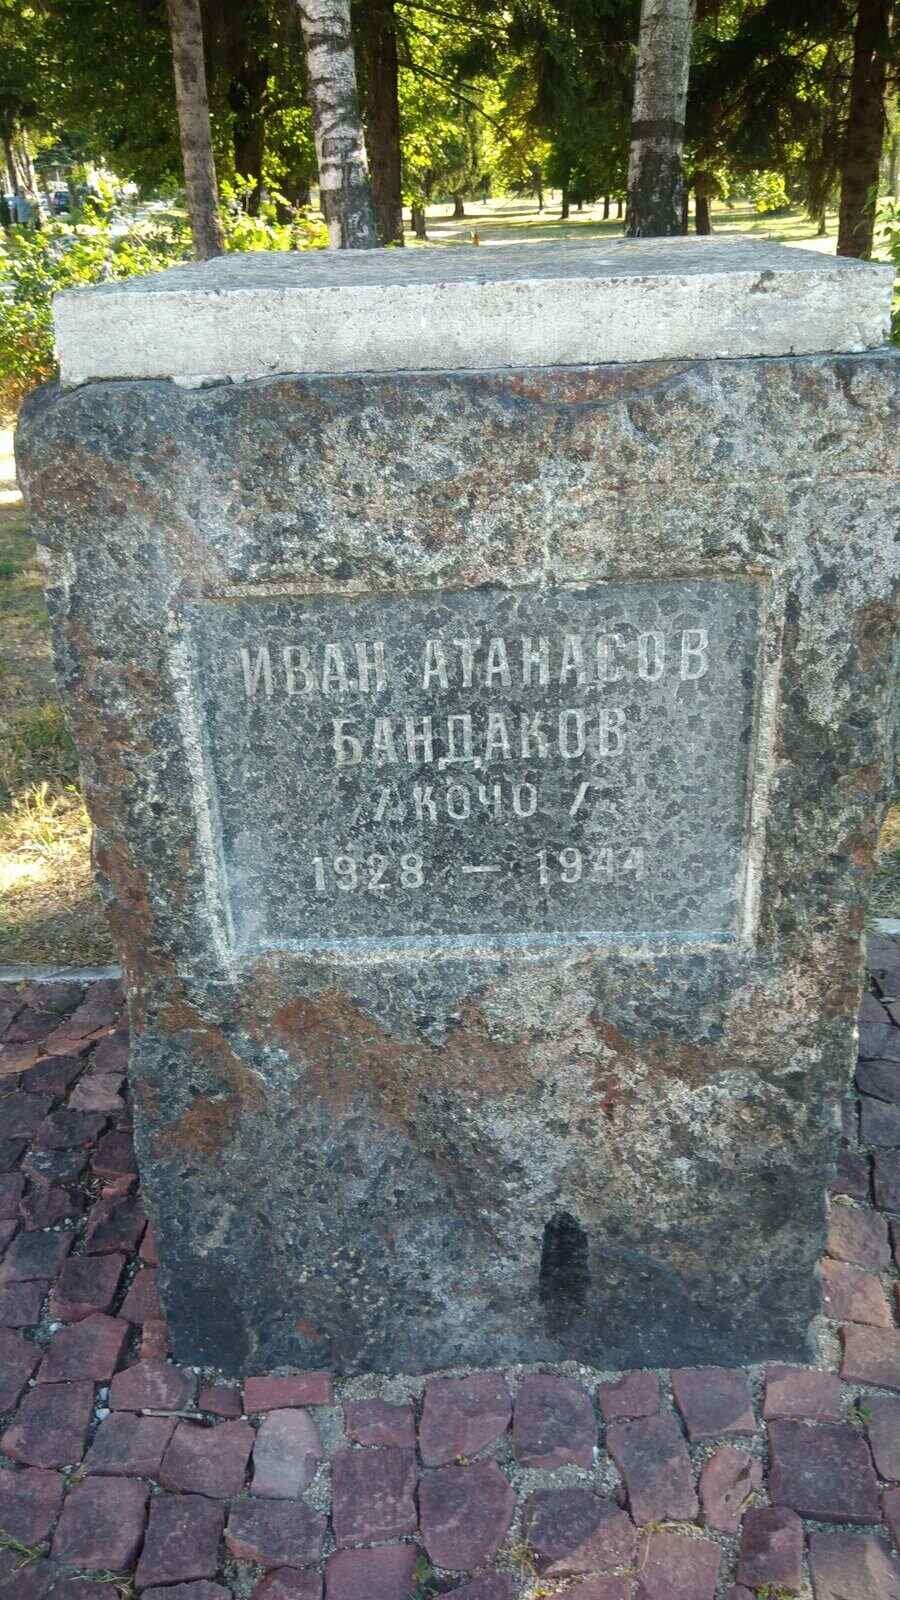 ИВАН АТАНАСОВ
БАНДАКОВ
/ КОЧО /
1928 – 1944